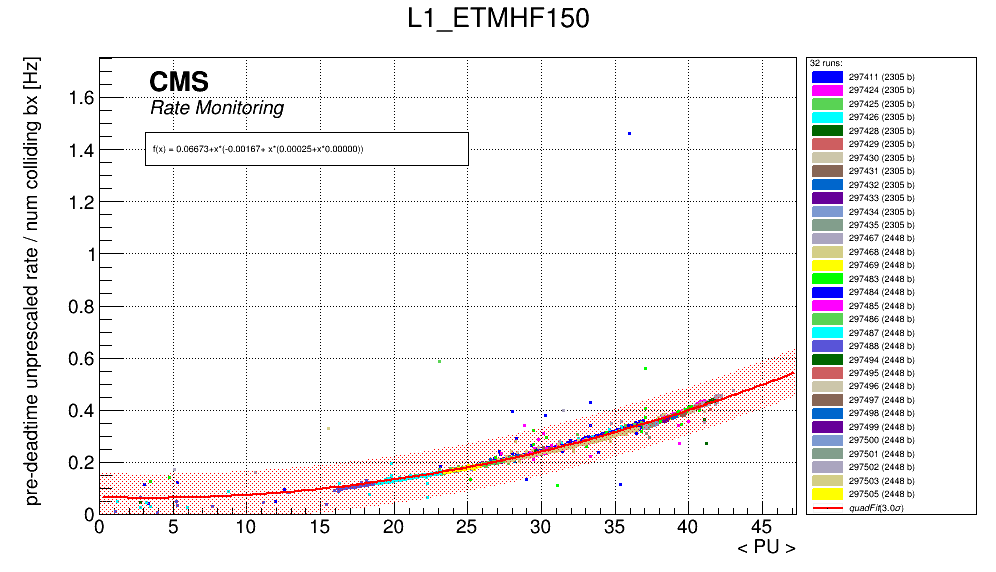 L1_ETMHF150
pre-deadtime unprescaled rate / num colliding bx [Hz]
CMS
Rate Monitoring
f(x) = 0.06673+x*(-0.00167+ x*(0.00025+x*0.00000))
1.6
1.4
1.2
1
0.8
0.6
0.4
0.2
0
0 5 10 15 20 25 30 35 40 45
< PU >
32 runs:
297411 (2305 b)
297424 (2305 b)
297425 (2305 b)
297426 (2305 b)
297428 (2305 b)
297429 (2305 b)
297430 (2305 b)
297431 (2305 b)
297432 (2305 b)
297433 (2305 b)
297434 (2305 b)
297435 (2305 b)
297467 (2448 b)
297468 (2448 b)
297469 (2448 b)
297483 (2448 b)
297484 (2448 b)
297485 (2448 b)
297486 (2448 b)
297487 (2448 b)
297488 (2448 b)
297494 (2448 b)
297495 (2448 b)
297496 (2448 b)
297497 (2448 b)
297498 (2448 b)
297499 (2448 b)
297500 (2448 b)
297501 (2448 b)
297502 (2448 b)
297503 (2448 b)
297505 (2448 b)
quadFit(3.0σ)